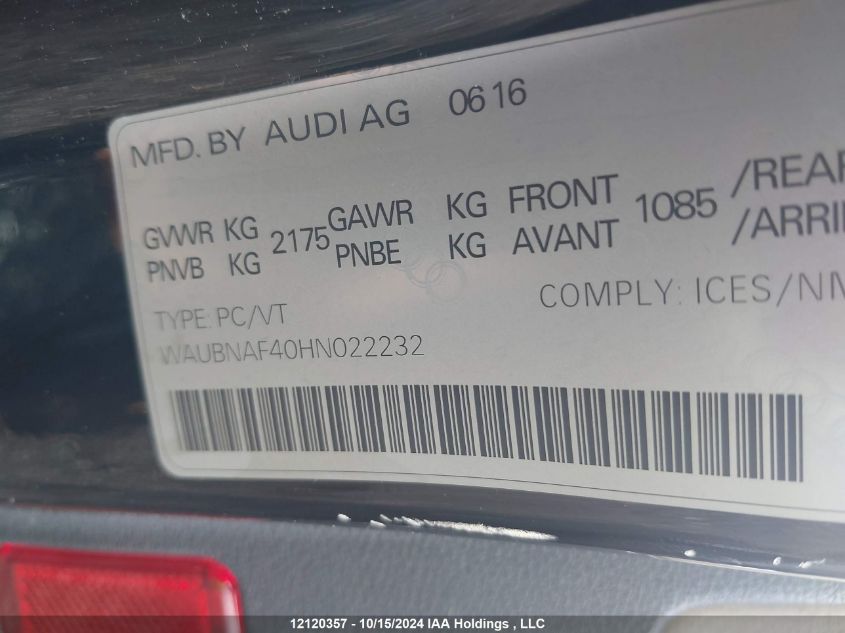 MFD. BY AUDI AG 0616
GVWR KG 2175 GAWR KG FRONT 1085 /REAR
PNVB KG PNBE KG AVANT /ARRI
TYPE: PC/VT COMPLY: ICES/NM
WAUBNAF40HN022232
12120357 - 10/15/2024 IAA Holdings , LLC